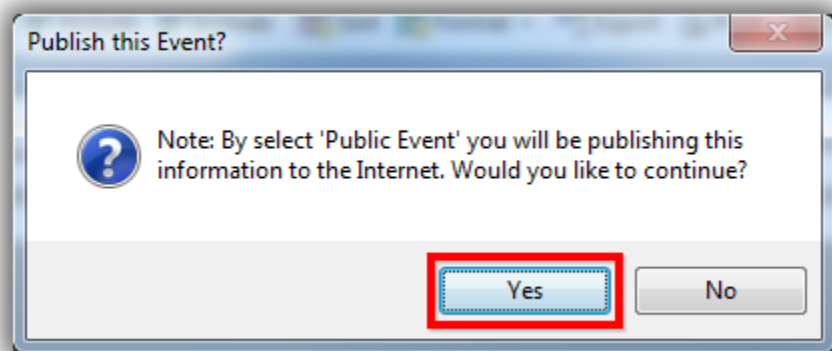 Publish this Event?
Note: By select 'Public Event' you will be publishing this
information to the Internet. Would you like to continue?
Yes
No